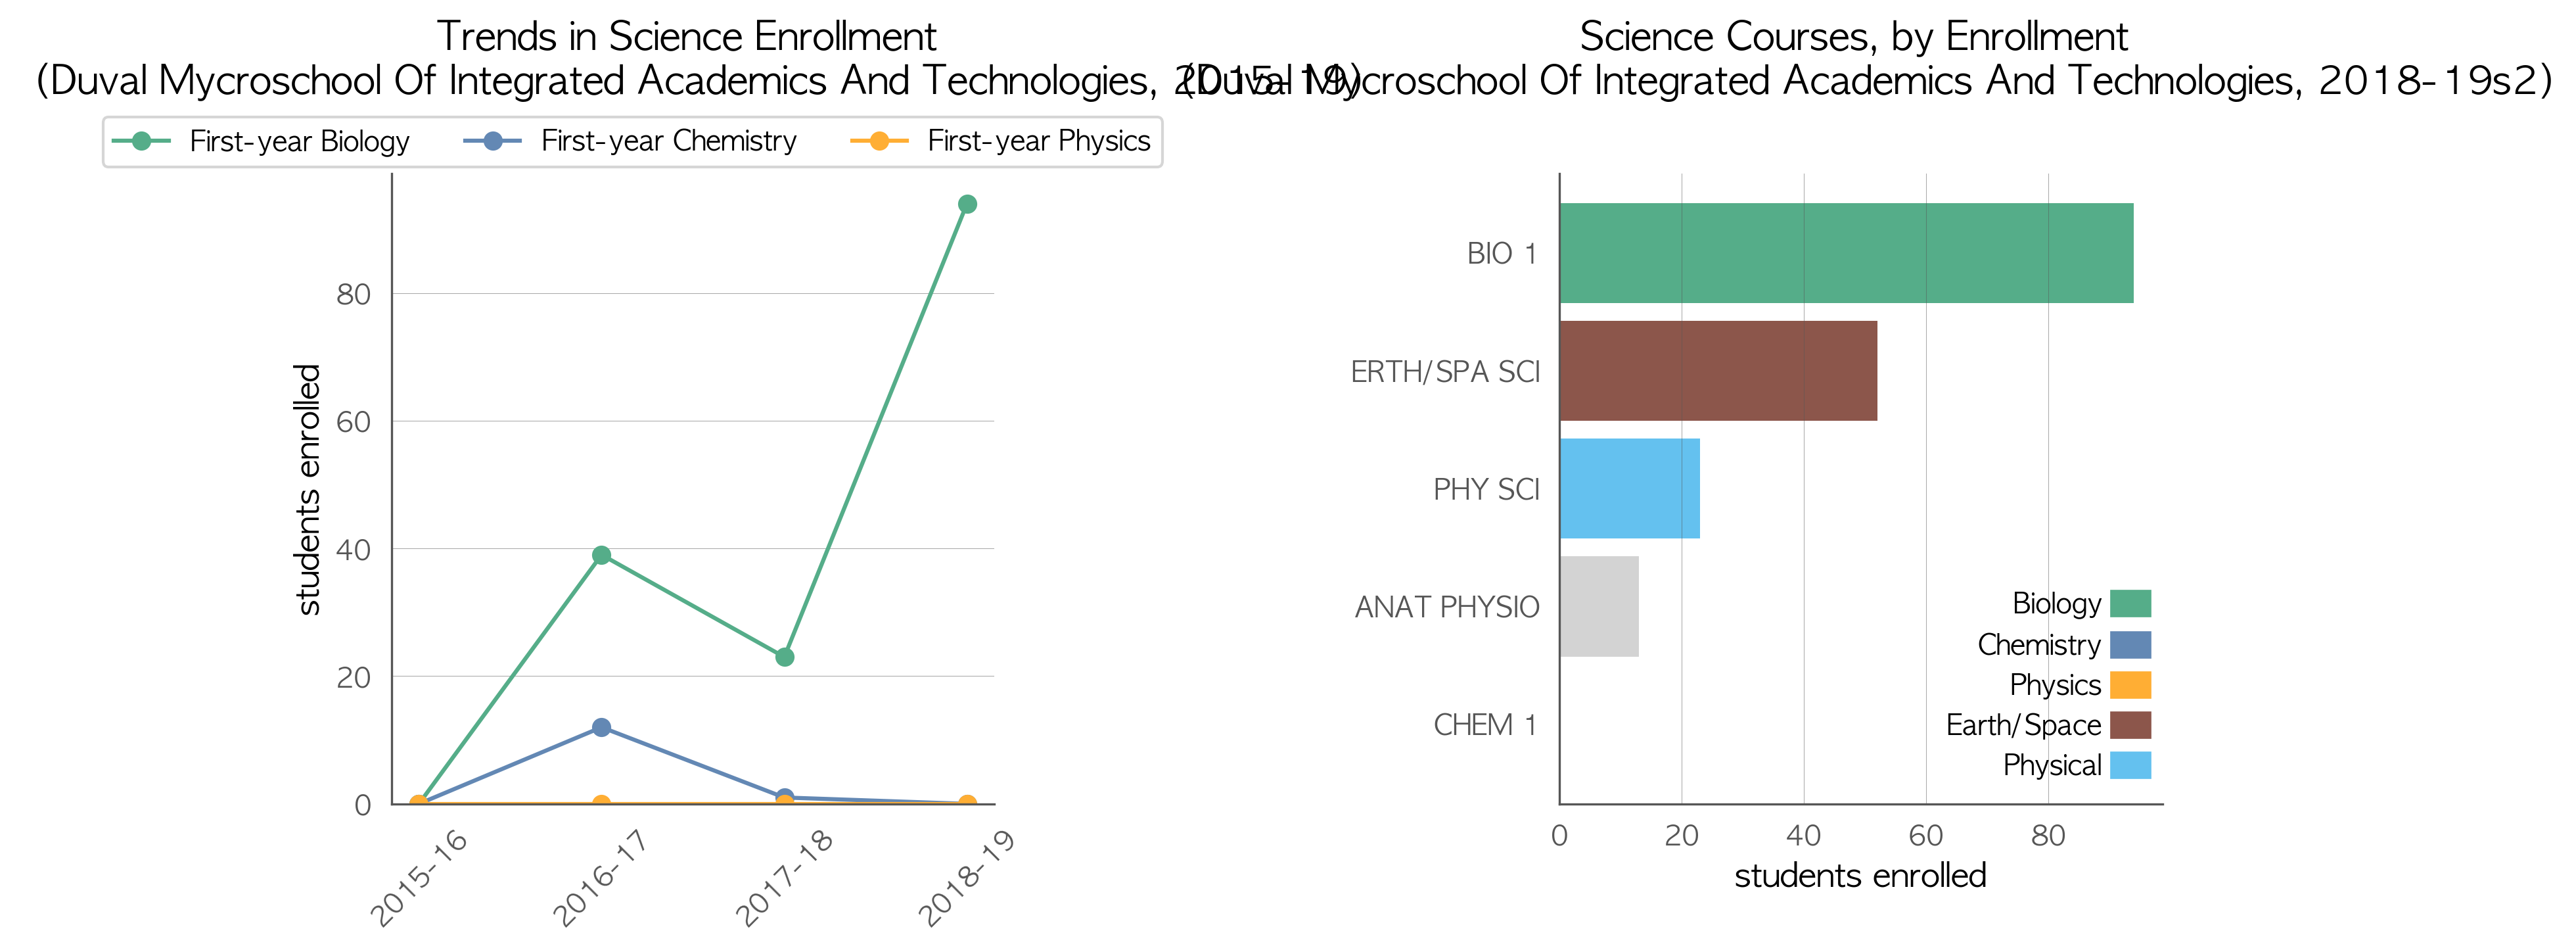 Trends in Science Enrollment
(Duval Mycroschool Of Integrated Academics And Technologies, 2015-19)
First-year Biology
First-year Chemistry
First-year Physics
students enrolled
80
60
40
20
0
2015-16
2016-17
2017-18
2018-19
Science Courses, by Enrollment
(Duval Mycroschool Of Integrated Academics And Technologies, 2018-19s2)
BIO 1
ERTH/SPA SCI
PHY SCI
ANAT PHYSIO
CHEM 1
Biology
Chemistry
Physics
Earth/Space
Physical
0
20
40
60
80
students enrolled